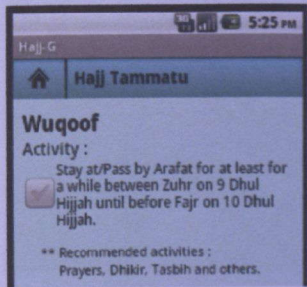 3G 5:25 PM
Hajj-G
Hajj Tammatu
Wuqoof
Activity :
Stay at/Pass by Arafat for at least for
a while between Zuhr on 9 Dhul
Hijjah until before Fajr on 10 Dhul
Hijjah.
** Recommended activities :
Prayers, Dhikir, Tasbih and others.